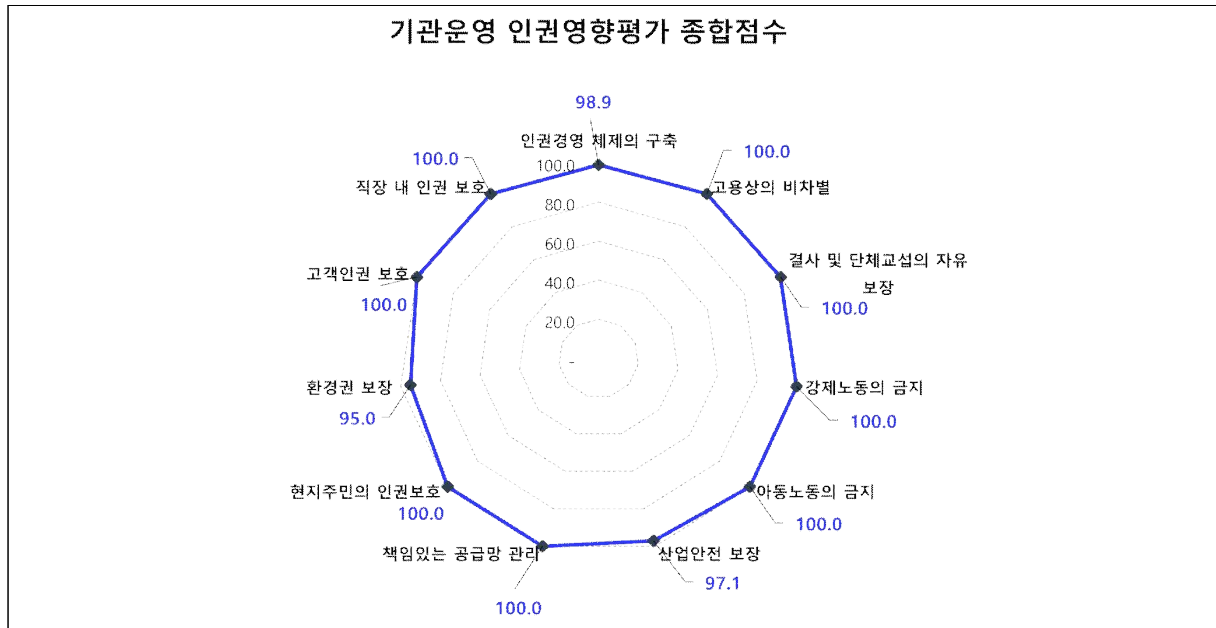 기관운영 인권영향평가 종합점수
98.9
인권경영 체제의 구축
100.0
고용상의 비차별
100.0
결사 및 단체교섭의 자유
보장
100.0
강제노동의 금지
100.0
아동노동의 금지
100.0
산업안전 보장
97.1
책임있는 공급망 관리
100.0
현지주민의 인권보호
100.0
환경권 보장
95.0
고객인권 보호
100.0
직장 내 인권 보호
100.0
100.0
80.0
60.0
40.0
20.0
-